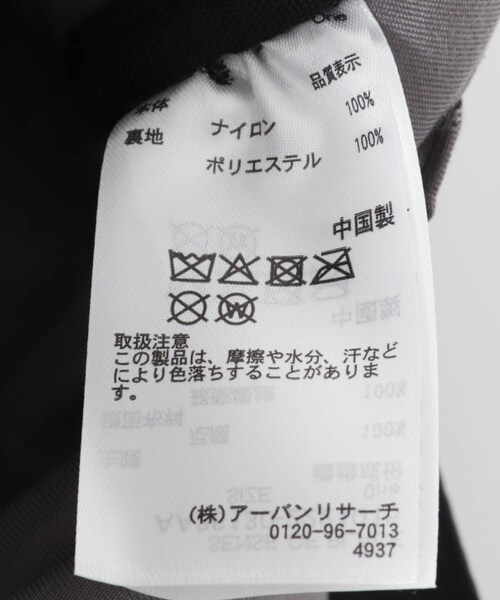 One
品質表示
本体 ナイロン 100%
裏地 ポリエステル 100%
中国製
取扱注意
この製品は、摩擦や水分、汗など
により色落ちすることがありま
す。
(株)アーバンリサーチ
0120-96-7013
4937